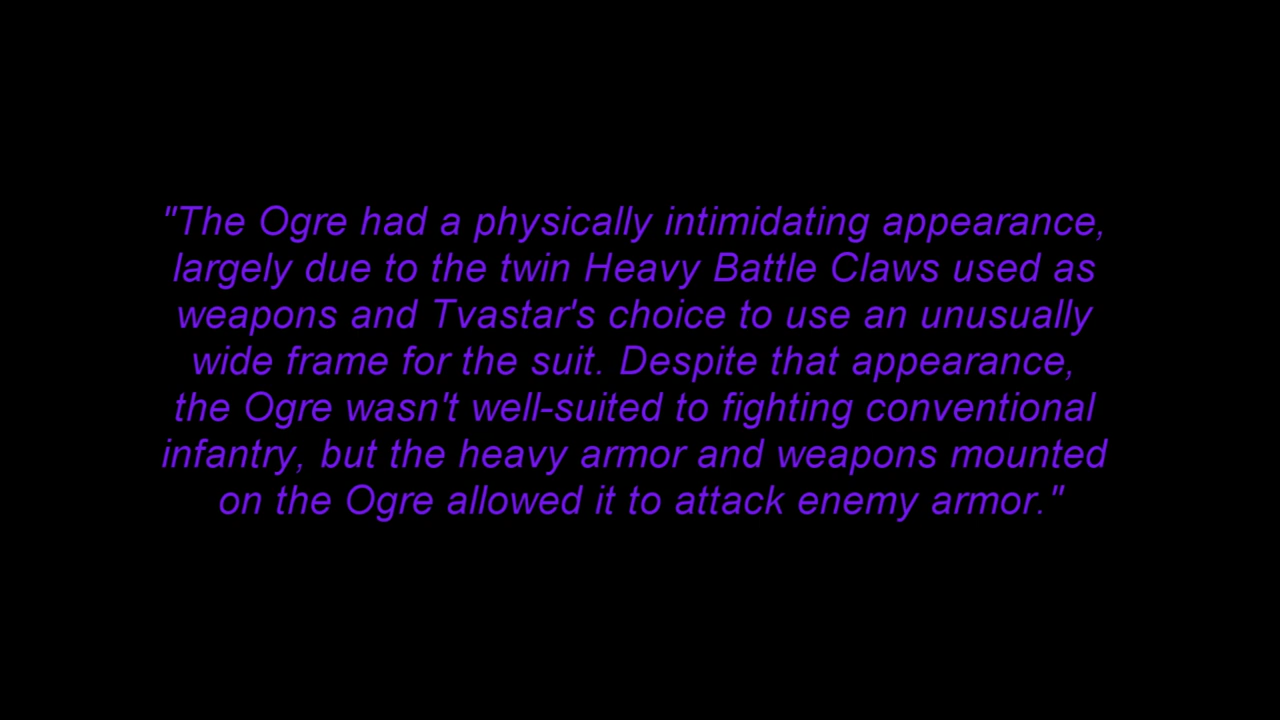 "The Ogre had a physically intimidating appearance,
largely due to the twin Heavy Battle Claws used as
weapons and Tvastar's choice to use an unusually
wide frame for the suit. Despite that appearance,
the Ogre wasn't well-suited to fighting conventional
infantry, but the heavy armor and weapons mounted
on the Ogre allowed it to attack enemy armor."